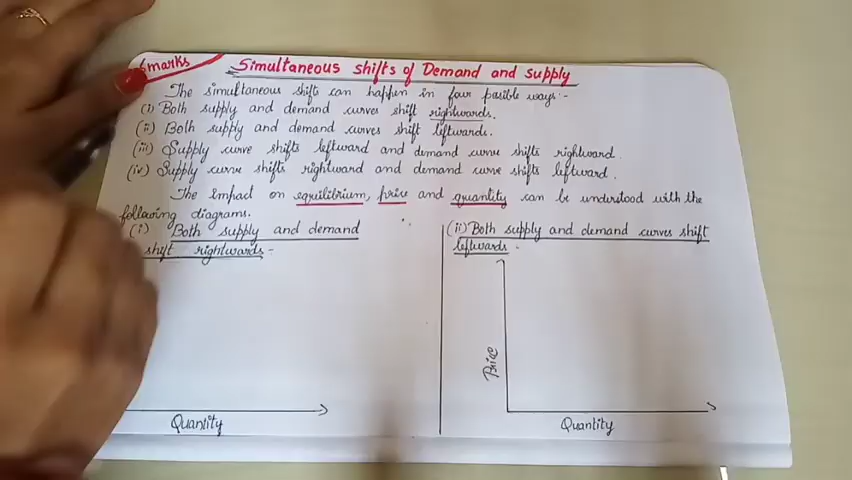 6marks
Simultaneous shifts of Demand and supply
The simultaneous shift can happen in four posible ways:-
(i) Both supply and demand curves shift rightwards.
(ii) Both supply and demand curves shift leftwards.
(iii) Supply curve shifts leftward and demand curve shifts rightward.
(iv) Supply curve shifts rightward and demand curve shifts leftward.
The impact on equilibrium, price and quantity can be understood with the
following diagrams.
(i) Both supply and demand
shift rightwards:-
Quantity
(ii) Both supply and demand curves shift
leftwards.
Price
Quantity